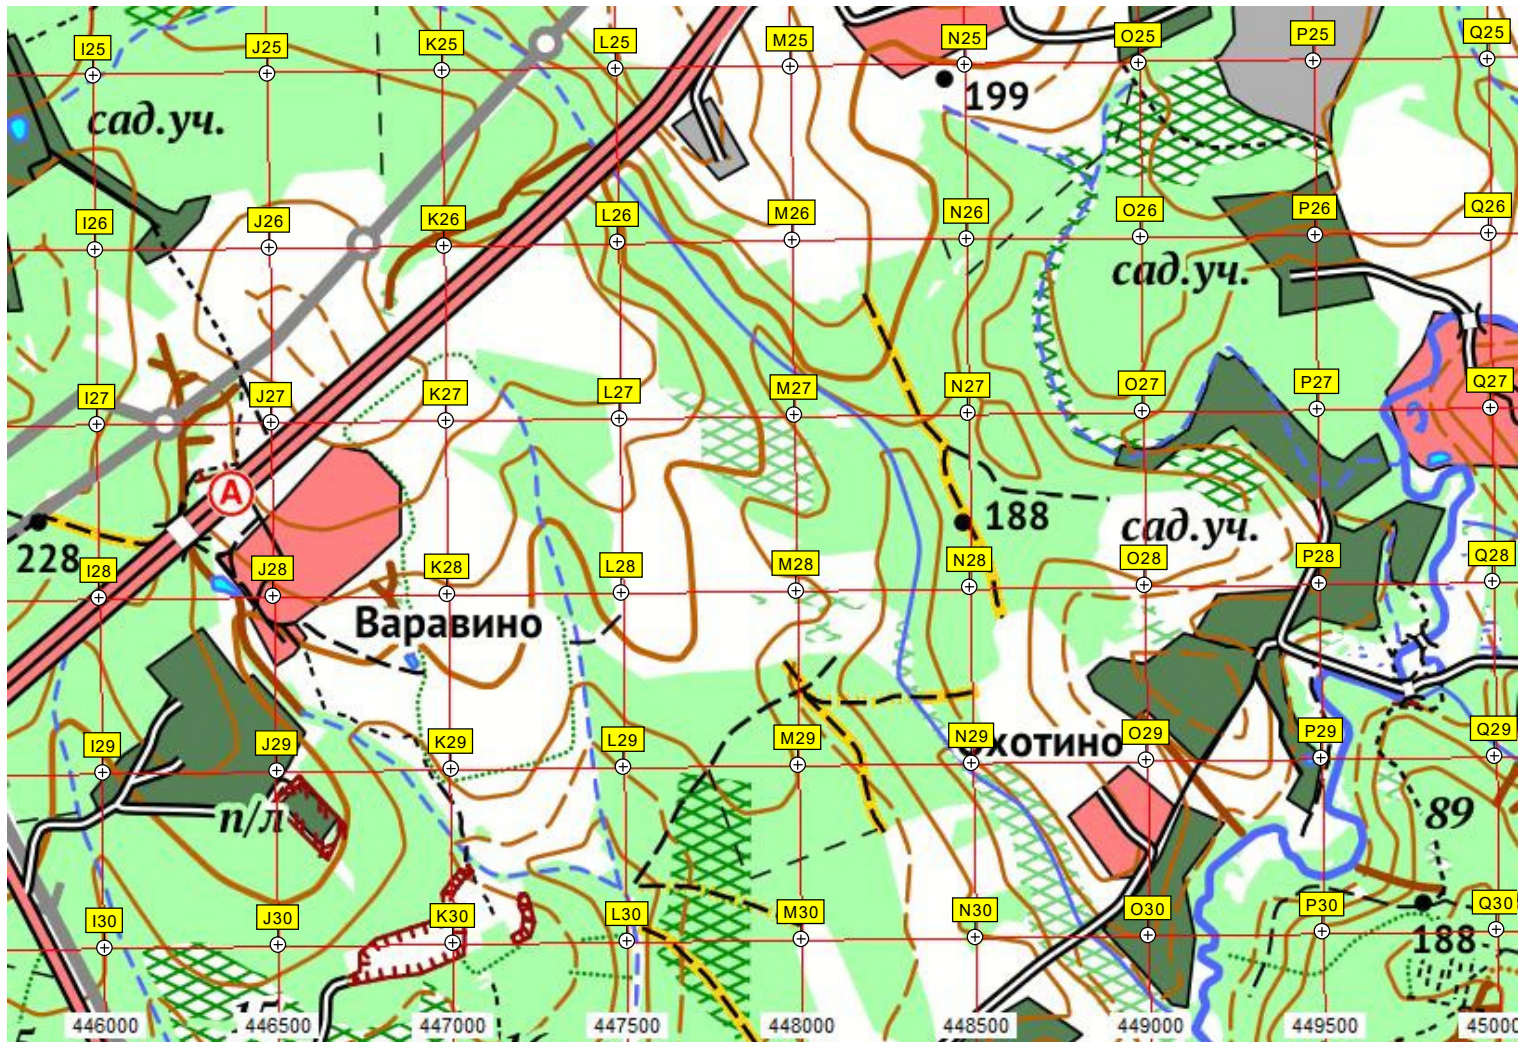 I25 J25 K25 L25 M25 N25 O25 P25 Q25
199
сад.уч.
I26 J26 K26 L26 M26 N26 O26 P26 Q26
сад.уч.
I27 J27 K27 L27 M27 N27 O27 P27 Q27
А
188
сад.уч.
228
I28 J28 K28 L28 M28 N28 O28 P28 Q28
Варавино
I29 J29 K29 L29 M29 N29 O29 P29 Q29
Охотино
п/л
89
I30 J30 K30 L30 M30 N30 O30 P30 Q30
188
446000 446500 447000 447500 448000 448500 449000 449500 45000